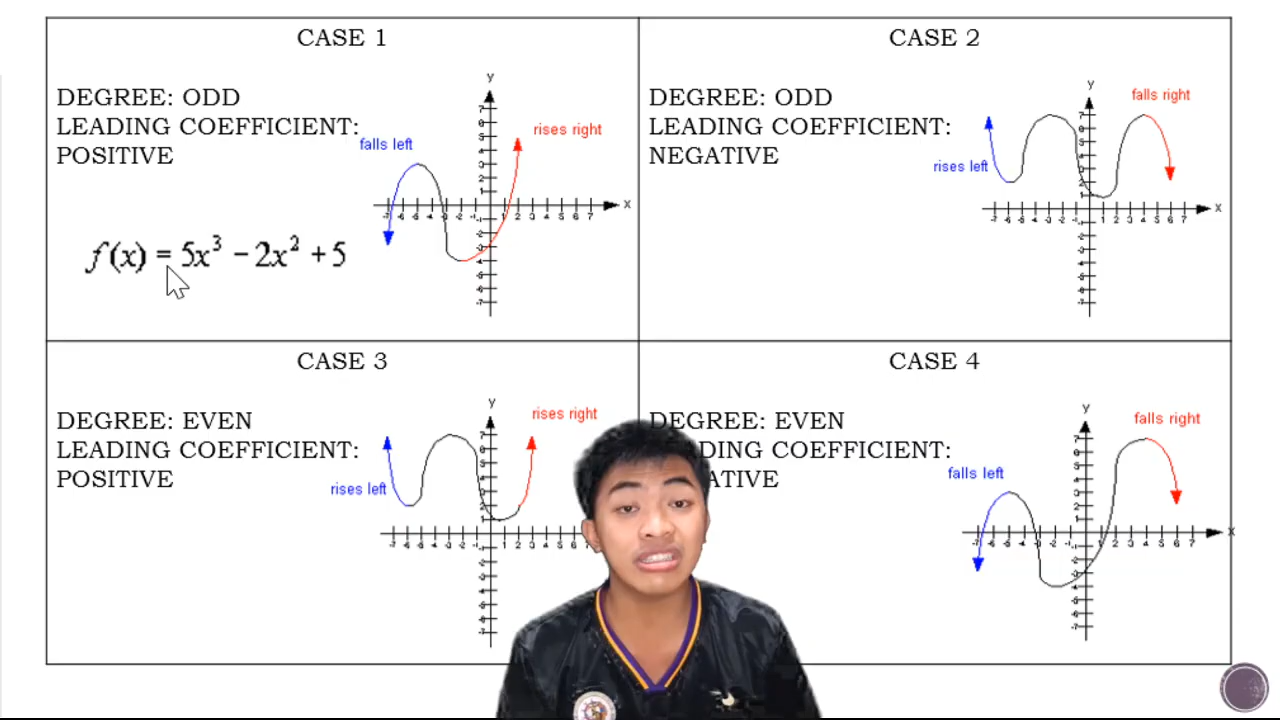 CASE 1
DEGREE: ODD
LEADING COEFFICIENT:
POSITIVE
f(x) = 5x³ − 2x² + 5
falls left
rises right
y
x
CASE 2
DEGREE: ODD
LEADING COEFFICIENT:
NEGATIVE
rises left
falls right
y
x
CASE 3
DEGREE: EVEN
LEADING COEFFICIENT:
POSITIVE
rises left
rises right
y
CASE 4
DEGREE: EVEN
DING COEFFICIENT:
ATIVE
falls left
falls right
y
x